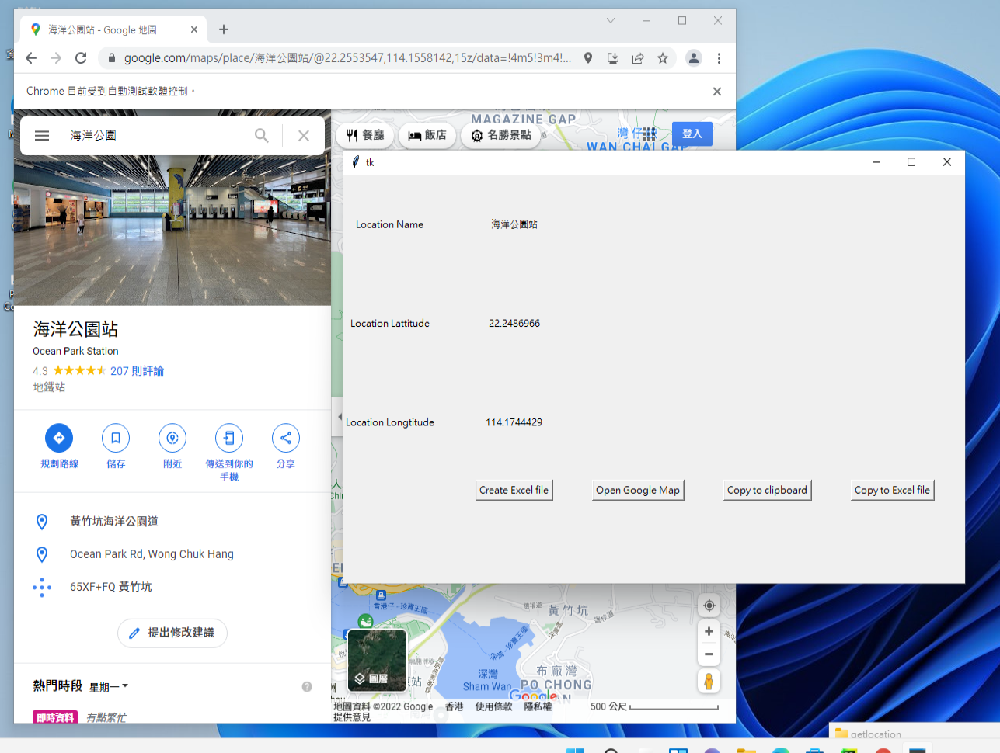 海洋公園站 - Google 地圖
google.com/maps/place/海洋公園站/@22.2553547,114.1558142,15z/data=!4m5!3m4!...
Chrome 目前受到自動測試軟體控制。
海洋公園
餐廳
飯店
名勝景點
登入
MAGAZINE GAP
WAN CHAI GAP
海洋公園站
Ocean Park Station
4.3
207 則評論
地鐵站
規劃路線
儲存
附近
傳送到你的
手機
分享
黃竹坑海洋公園道
Ocean Park Rd, Wong Chuk Hang
65XF+FQ 黃竹坑
提出修改建議
熱門時段
星期一
即時資料
有點繁忙
tk
Location Name
海洋公園站
Location Lattitude
22.2486966
Location Longtitude
114.1744429
Create Excel file
Open Google Map
Copy to clipboard
Copy to Excel file
香港仔 - 珍寶王國
黃竹坑
深灣 - 珍寶王國
深灣
Sham Wan
布廠灣
PO CHONG
圖層
Google
地圖資料 ©2022 Google
香港
使用條款
隱私權
500 公尺
提供意見
getlocation